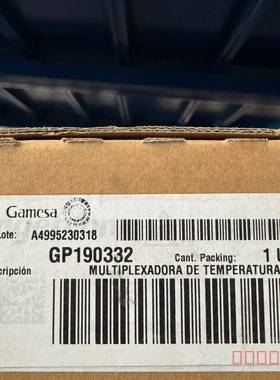 Gamesa
Lote: A4995230318
GP190332 Cant. Packing: 1 U
cripción MULTIPLEXADORA DE TEMPERATURA